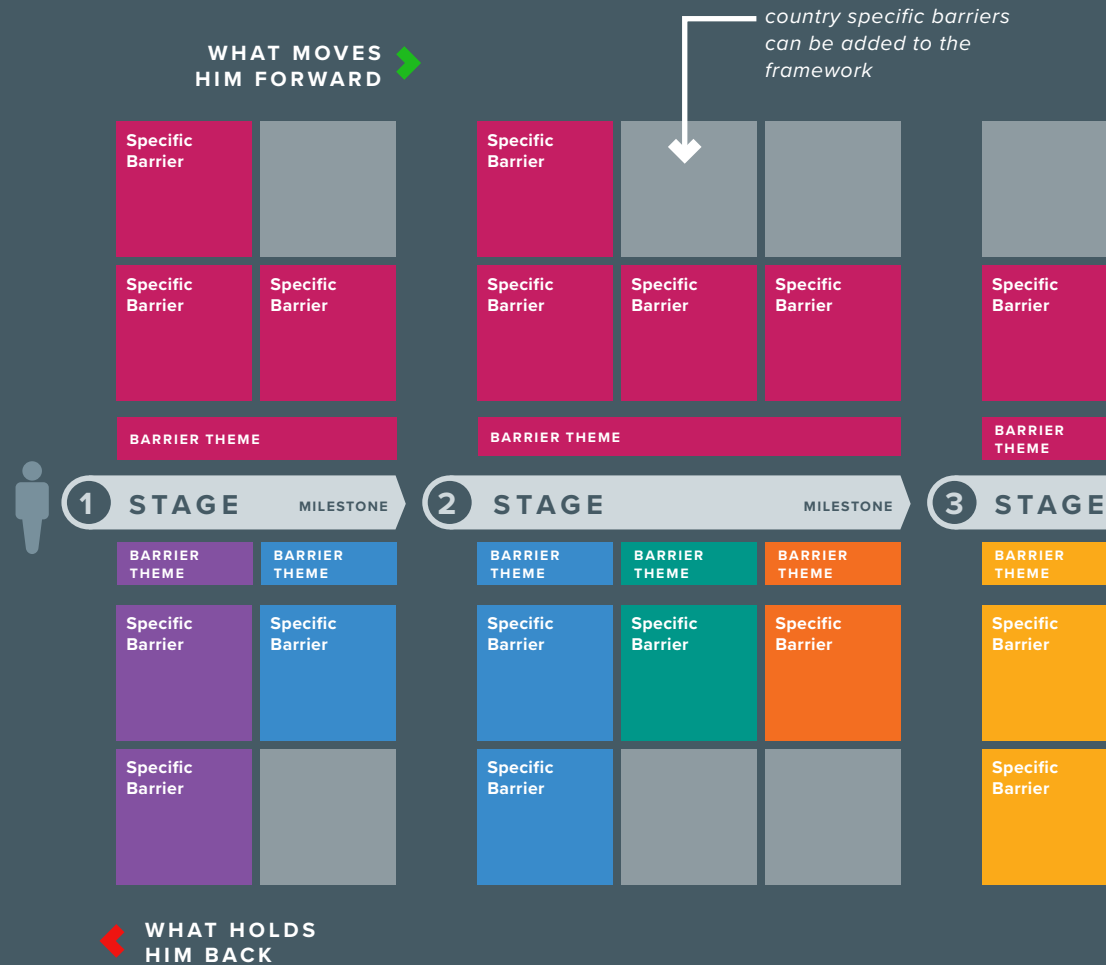 country specific barriers
can be added to the
framework
WHAT MOVES
HIM FORWARD
Specific
Barrier
Specific
Barrier
Specific
Barrier
Specific
Barrier
Specific
Barrier
Specific
Barrier
Specific
Barrier
Specific
Barrier
BARRIER THEME
BARRIER THEME
BARRIER
THEME
1 STAGE MILESTONE
2 STAGE MILESTONE
3 STAGE
BARRIER
THEME
BARRIER
THEME
BARRIER
THEME
BARRIER
THEME
BARRIER
THEME
BARRIER
THEME
Specific
Barrier
Specific
Barrier
Specific
Barrier
Specific
Barrier
Specific
Barrier
Specific
Barrier
Specific
Barrier
Specific
Barrier
Specific
Barrier
WHAT HOLDS
HIM BACK